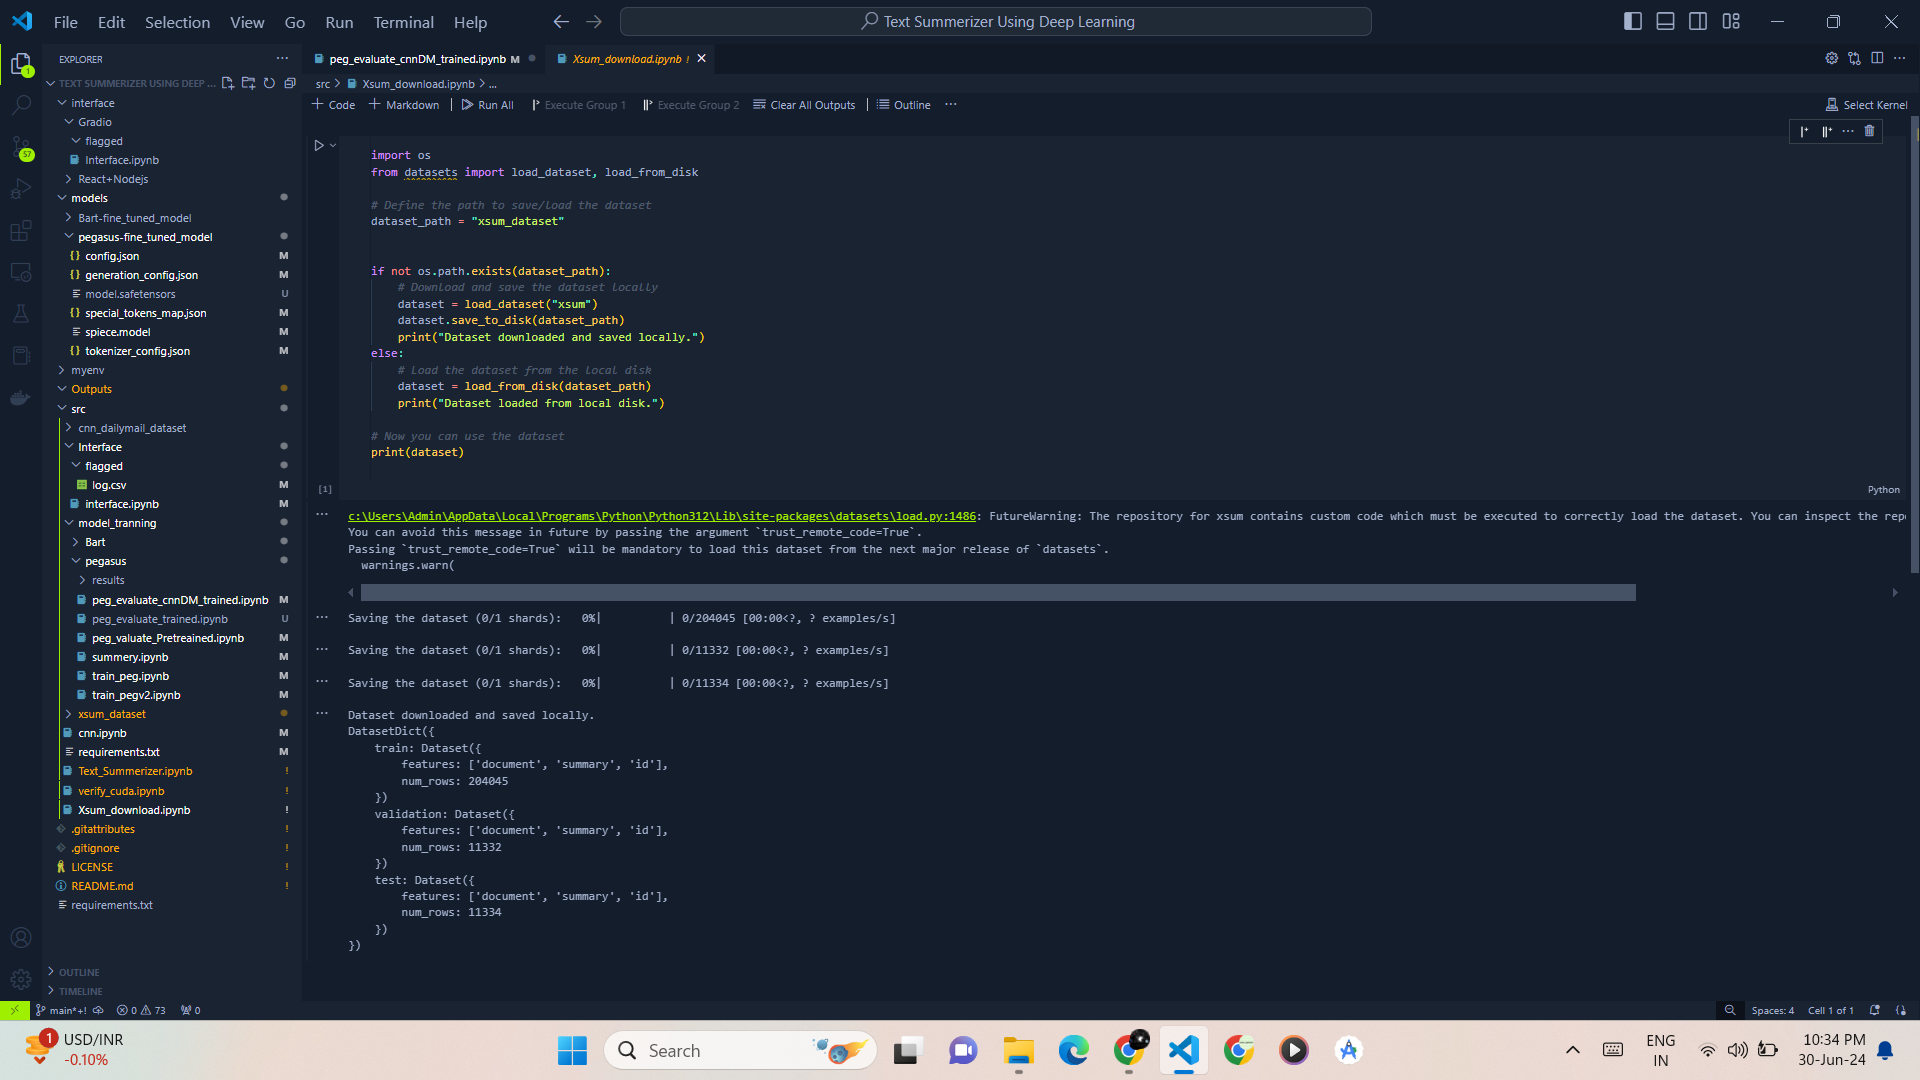 File Edit Selection View Go Run Terminal Help
Text Summerizer Using Deep Learning
EXPLORER
TEXT SUMMERIZER USING DEEP ...
interface
Gradio
flagged
Interface.ipynb
React+Nodejs
models
Bart-fine_tuned_model
pegasus-fine_tuned_model
config.json M
generation_config.json M
model.safetensors U
special_tokens_map.json M
spiece.model M
tokenizer_config.json M
myenv
Outputs
src
cnn_dailymail_dataset
Interface
flagged
log.csv M
interface.ipynb M
model_tranning
Bart
pegasus
results
peg_evaluate_cnnDM_trained.ipynb M
peg_evaluate_trained.ipynb U
peg_valuate_Pretreained.ipynb M
summery.ipynb M
train_peg.ipynb M
train_pegv2.ipynb M
xsum_dataset
cnn.ipynb M
requirements.txt M
Text_Summerizer.ipynb !
verify_cuda.ipynb !
Xsum_download.ipynb !
.gitattributes !
.gitignore !
LICENSE !
README.md !
requirements.txt
OUTLINE
TIMELINE
peg_evaluate_cnnDM_trained.ipynb M
Xsum_download.ipynb !
src > Xsum_download.ipynb > ...
Code Markdown Run All Execute Group 1 Execute Group 2 Clear All Outputs Outline ...
Select Kernel
import os
from datasets import load_dataset, load_from_disk
# Define the path to save/load the dataset
dataset_path = "xsum_dataset"
if not os.path.exists(dataset_path):
# Download and save the dataset locally
dataset = load_dataset("xsum")
dataset.save_to_disk(dataset_path)
print("Dataset downloaded and saved locally.")
else:
# Load the dataset from the local disk
dataset = load_from_disk(dataset_path)
print("Dataset loaded from local disk.")
# Now you can use the dataset
print(dataset)
[1]
Python
c:\Users\Admin\AppData\Local\Programs\Python\Python312\Lib\site-packages\datasets\load.py:1486: FutureWarning: The repository for xsum contains custom code which must be executed to correctly load the dataset. You can inspect the repo
You can avoid this message in future by passing the argument `trust_remote_code=True`.
Passing `trust_remote_code=True` will be mandatory to load this dataset from the next major release of `datasets`.
warnings.warn(
Saving the dataset (0/1 shards): 0%| | 0/204045 [00:00<?, ? examples/s]
Saving the dataset (0/1 shards): 0%| | 0/11332 [00:00<?, ? examples/s]
Saving the dataset (0/1 shards): 0%| | 0/11334 [00:00<?, ? examples/s]
Dataset downloaded and saved locally.
DatasetDict({
train: Dataset({
features: ['document', 'summary', 'id'],
num_rows: 204045
})
validation: Dataset({
features: ['document', 'summary', 'id'],
num_rows: 11332
})
test: Dataset({
features: ['document', 'summary', 'id'],
num_rows: 11334
})
})
1
57
main*+! 0 73 0
Spaces: 4 Cell 1 of 1
1
USD/INR
-0.10%
Search
ENG
IN
10:34 PM
30-Jun-24